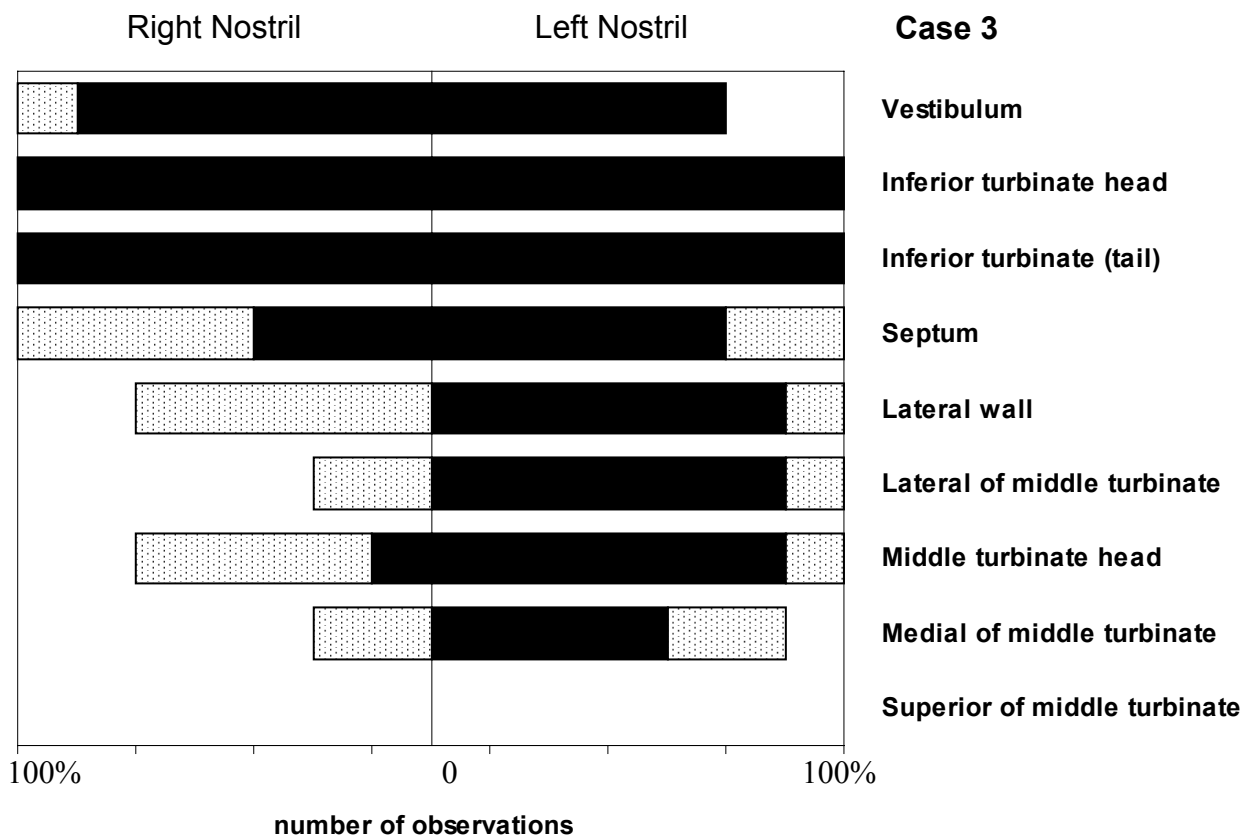 Right Nostril Left Nostril Case 3
Vestibulum
Inferior turbinate head
Inferior turbinate (tail)
Septum
Lateral wall
Lateral of middle turbinate
Middle turbinate head
Medial of middle turbinate
Superior of middle turbinate
100% 0 100%
number of observations